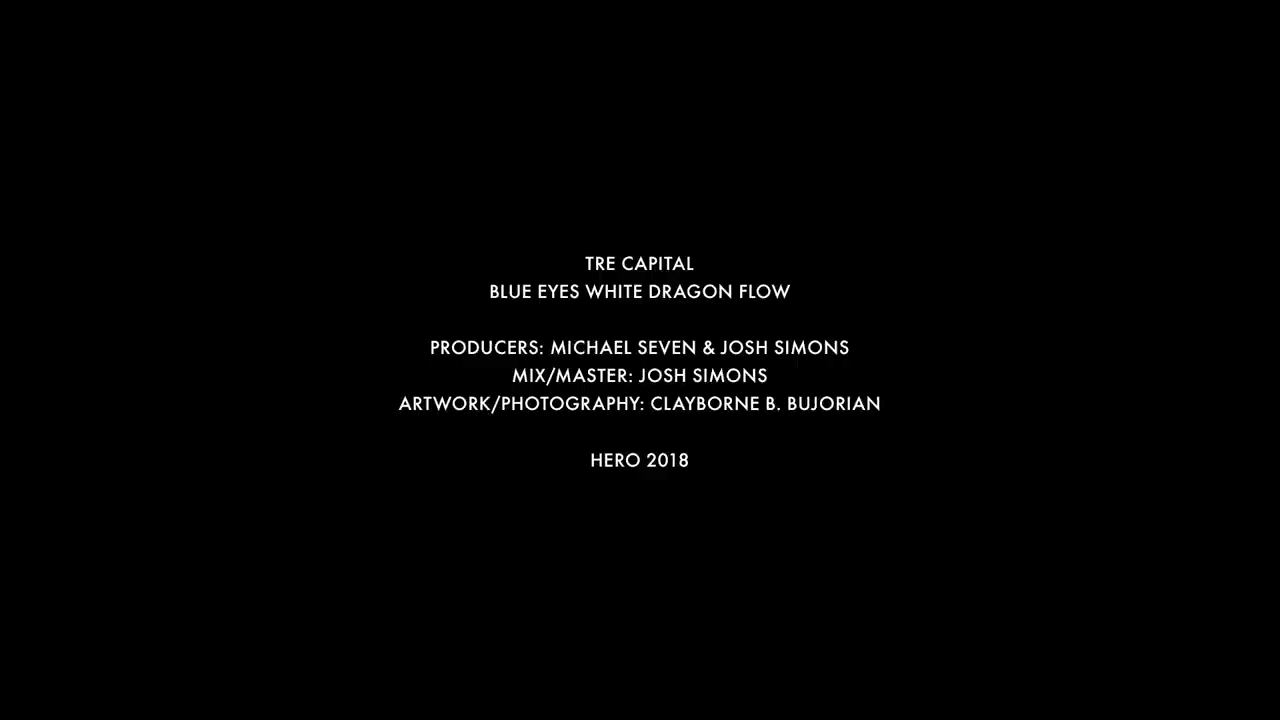 TRE CAPITAL
BLUE EYES WHITE DRAGON FLOW
PRODUCERS: MICHAEL SEVEN & JOSH SIMONS
MIX/MASTER: JOSH SIMONS
ARTWORK/PHOTOGRAPHY: CLAYBORNE B. BUJORIAN
HERO 2018